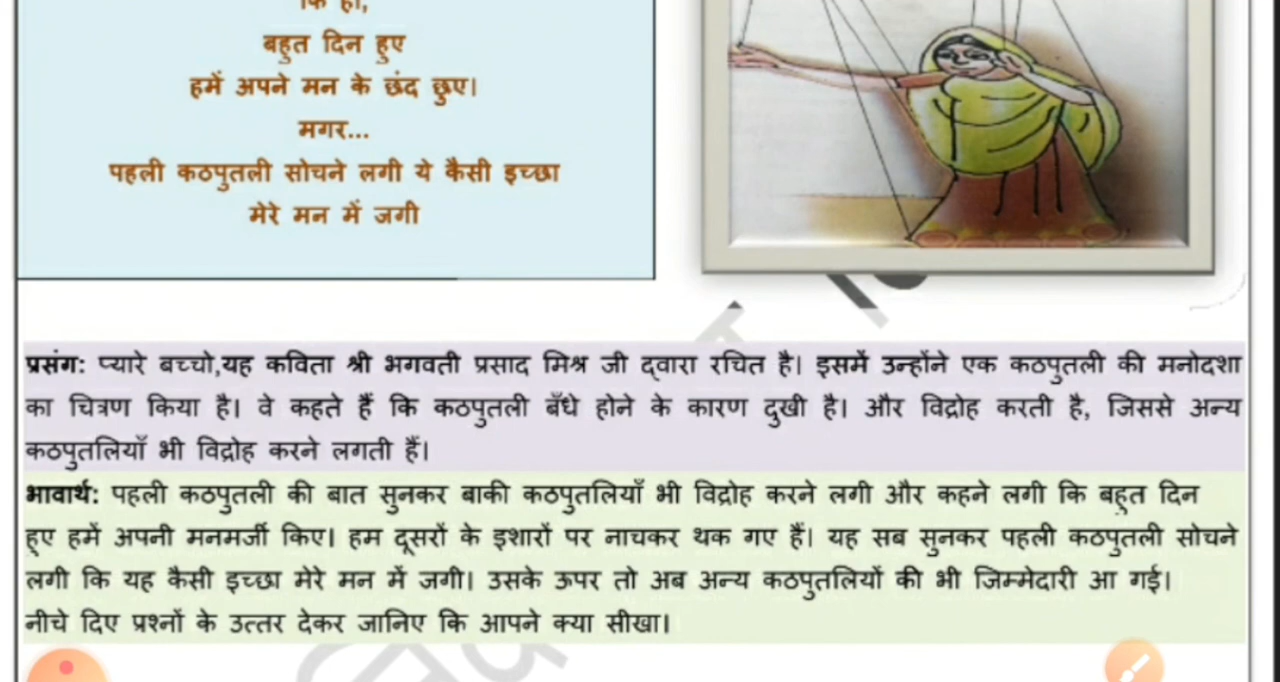 बहुत दिन हुए
हमें अपने मन के छंद छुए।
मगर...
पहली कठपुतली सोचने लगी ये कैसी इच्छा
मेरे मन में जगी
प्रसंग: प्यारे बच्चो,यह कविता श्री भगवती प्रसाद मिश्र जी द्वारा रचित है। इसमें उन्होंने एक कठपुतली की मनोदशा
का चित्रण किया है। वे कहते हैं कि कठपुतली बँधे होने के कारण दुखी है। और विद्रोह करती है, जिससे अन्य
कठपुतलियाँ भी विद्रोह करने लगती हैं।
भावार्थ: पहली कठपुतली की बात सुनकर बाकी कठपुतलियाँ भी विद्रोह करने लगी और कहने लगी कि बहुत दिन
हुए हमें अपनी मनमर्जी किए। हम दूसरों के इशारों पर नाचकर थक गए हैं। यह सब सुनकर पहली कठपुतली सोचने
लगी कि यह कैसी इच्छा मेरे मन में जगी। उसके ऊपर तो अब अन्य कठपुतलियों की भी जिम्मेदारी आ गई।
नीचे दिए प्रश्नों के उत्तर देकर जानिए कि आपने क्या सीखा।